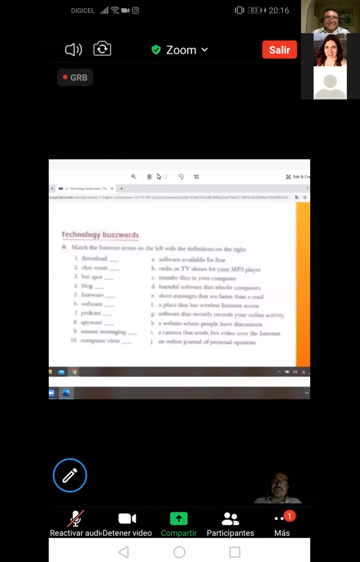 DIGICEL
83
20:16
Zoom
Salir
GRB
Edit & Cre
Technology buzzwords
Match the Internet terms on the left with the definitions on the right.
1. download ___ a software available for free
2. chat room ___ b. radio or TV shows for your MP3 player
3. hot spot ___ c. transfer files to your computer
4. blog ___ d. harmful software that attacks computers
5. freeware ___ e. short messages that are faster than e-mail
6. webcam ___ f. a place that has wireless Internet access
7. podcast ___ g. software that secretly records your online activity
8. spyware ___ h. a website where people have discussions
9. instant messaging ___ i. a camera that sends live video over the Internet
10. computer virus ___ j. an online journal of personal opinions
Reactivar audi
Detener video
Compartir
Participantes
Más
1